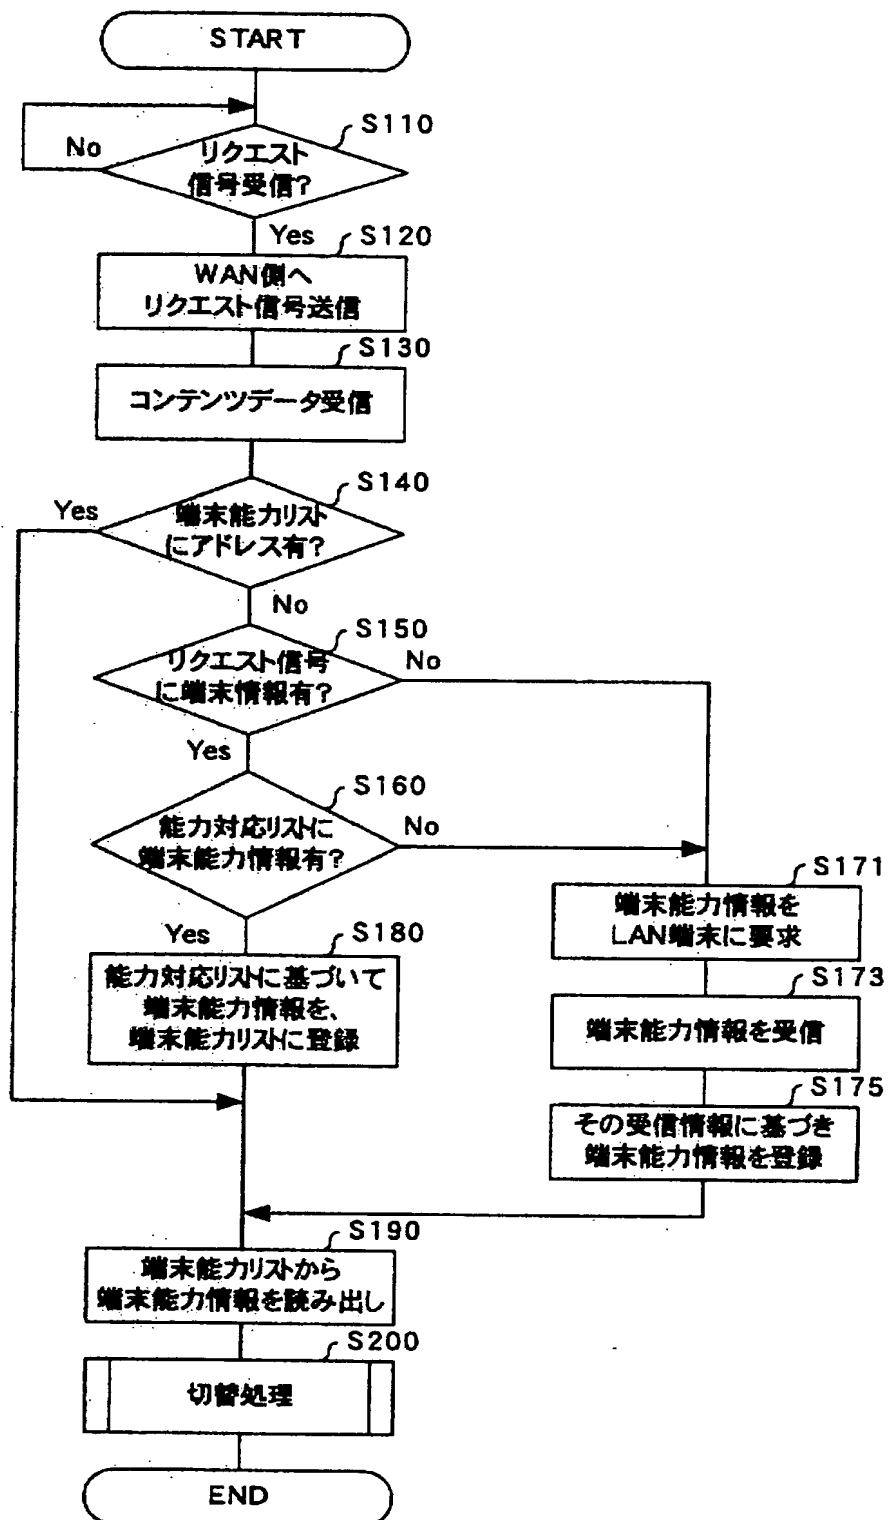 START
S110
No
リクエスト
信号受信?
Yes
S120
WAN側へ
リクエスト信号送信
S130
コンテンツデータ受信
S140
Yes
端末能力リスト
にアドレス有?
No
S150
リクエスト信号
に端末情報有?
No
Yes
S160
能力対応リストに
端末能力情報有?
No
S171
端末能力情報を
LAN端末に要求
Yes
S180
能力対応リストに基づいて
端末能力情報を、
端末能力リストに登録
S173
端末能力情報を受信
S175
その受信情報に基づき
端末能力情報を登録
S190
端末能力リストから
端末能力情報を読み出し
S200
切替処理
END